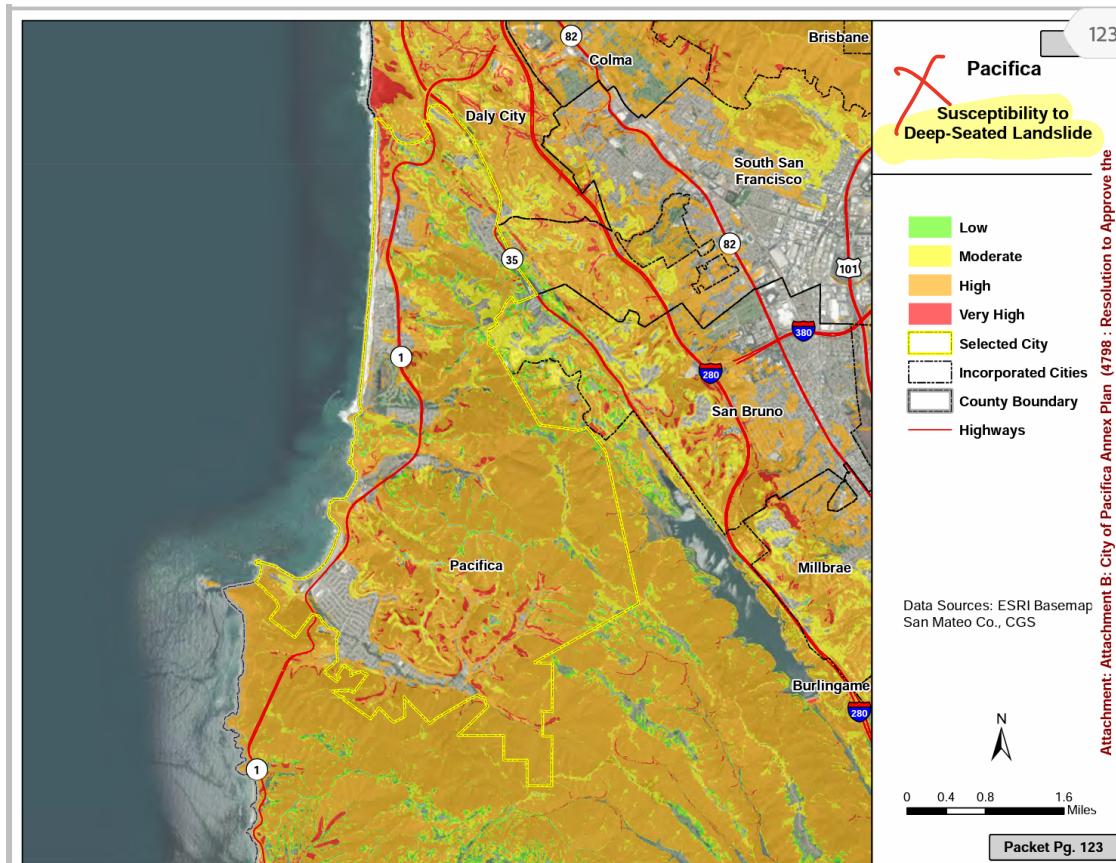 123
Pacifica
Susceptibility to
Deep-Seated Landslide
Low
Moderate
High
Very High
Selected City
Incorporated Cities
County Boundary
Highways
Data Sources: ESRI Basemap
San Mateo Co., CGS
N
0 0.4 0.8 1.6
Miles
Packet Pg. 123
Attachment: Attachment B: City of Pacifica Annex Plan (4798 : Resolution to Approve the
Brisbane
82
Colma
Daly City
South San
Francisco
82
35
101
380
1
280
San Bruno
Pacifica
Millbrae
Burlingame
280
1